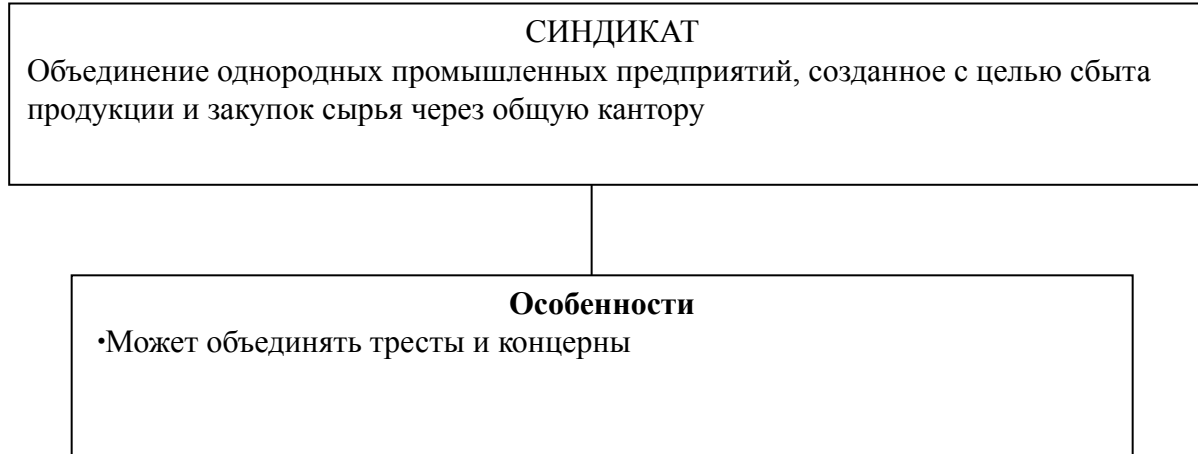 СИНДИКАТ
Объединение однородных промышленных предприятий, созданное с целью сбыта
продукции и закупок сырья через общую кантору
Особенности
•Может объединять тресты и концерны